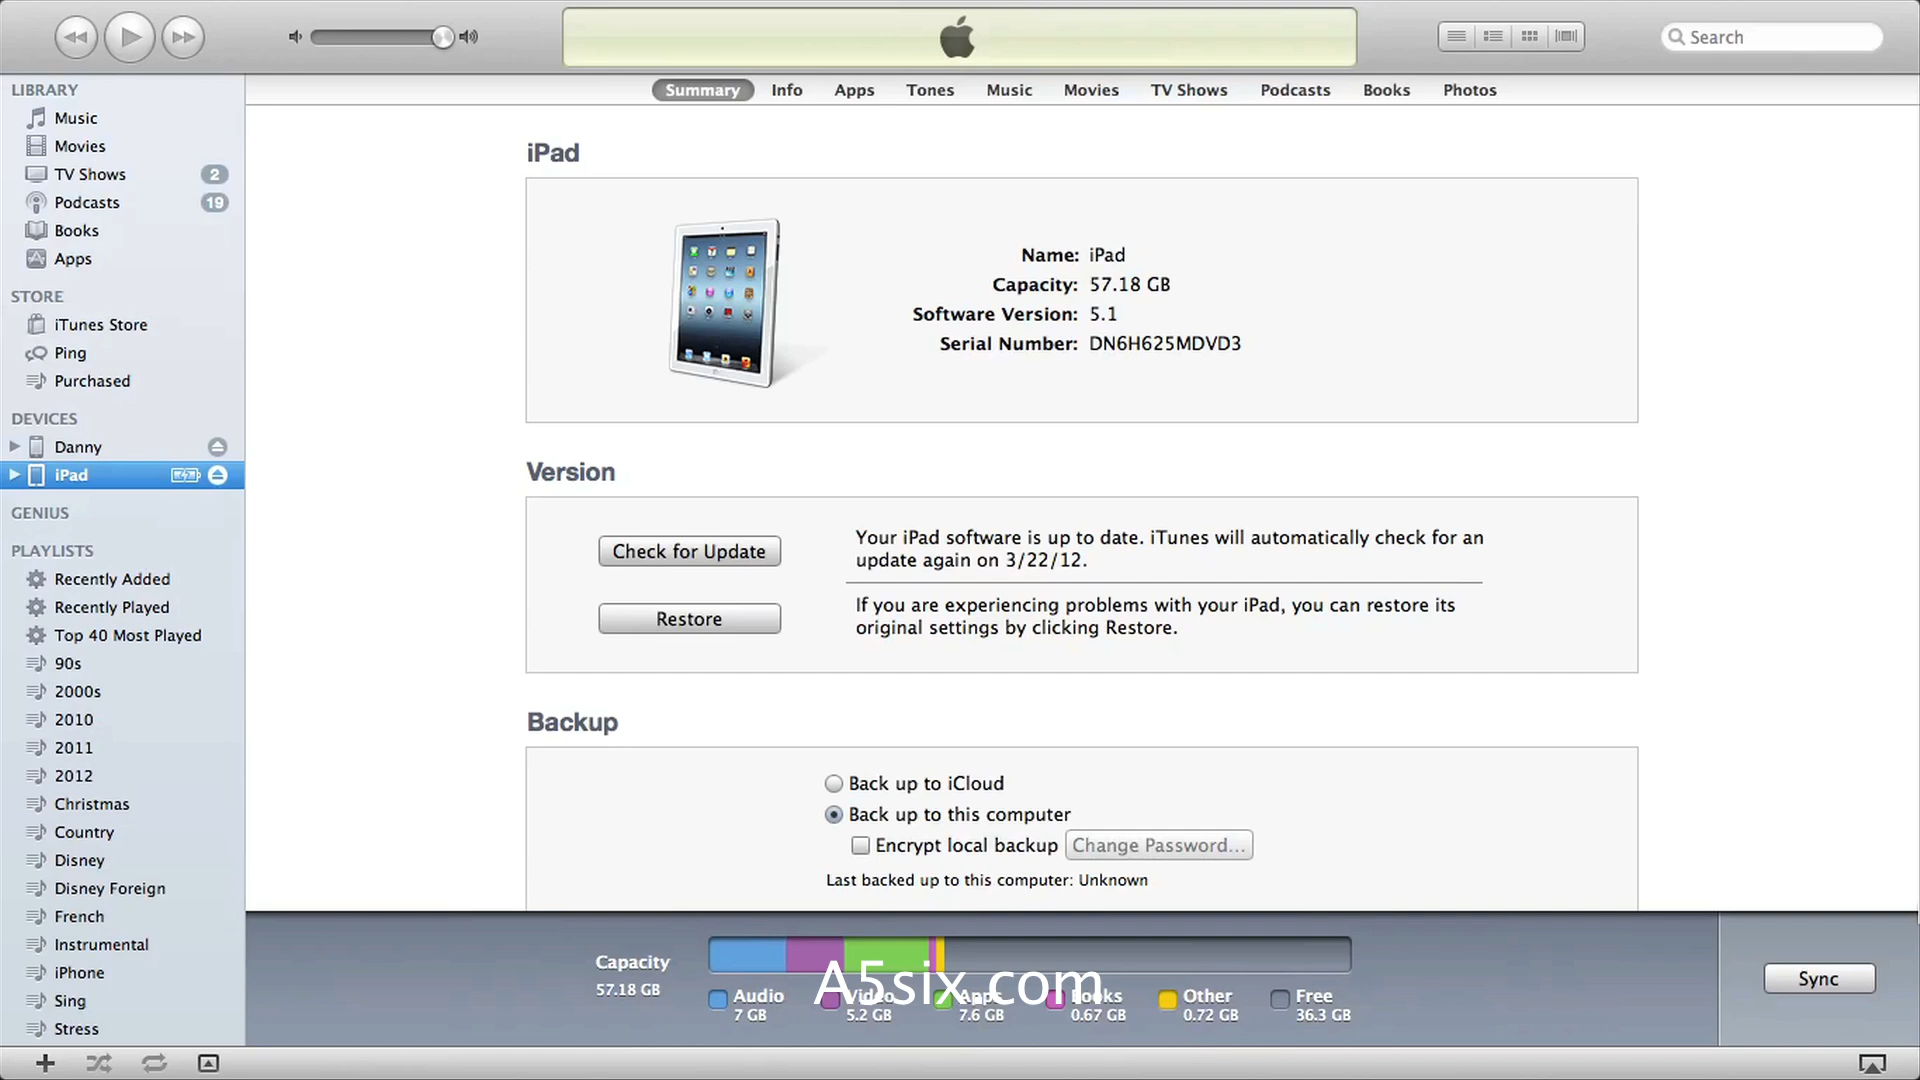 Search
LIBRARY
Music
Movies
TV Shows 2
Podcasts 19
Books
Apps
STORE
iTunes Store
Ping
Purchased
DEVICES
Danny
iPad
GENIUS
PLAYLISTS
Recently Added
Recently Played
Top 40 Most Played
90s
2000s
2010
2011
2012
Christmas
Country
Disney
Disney Foreign
French
Instrumental
iPhone
Sing
Stress
Summary Info Apps Tones Music Movies TV Shows Podcasts Books Photos
iPad
Name: iPad
Capacity: 57.18 GB
Software Version: 5.1
Serial Number: DN6H625MDVD3
Version
Check for Update
Your iPad software is up to date. iTunes will automatically check for an
update again on 3/22/12.
Restore
If you are experiencing problems with your iPad, you can restore its
original settings by clicking Restore.
Backup
Back up to iCloud
Back up to this computer
Encrypt local backup Change Password...
Last backed up to this computer: Unknown
Capacity
57.18 GB
A5six.com
Audio Video Apps Books Other Free
7 GB 5.2 GB 7.6 GB 0.67 GB 0.72 GB 36.3 GB
Sync